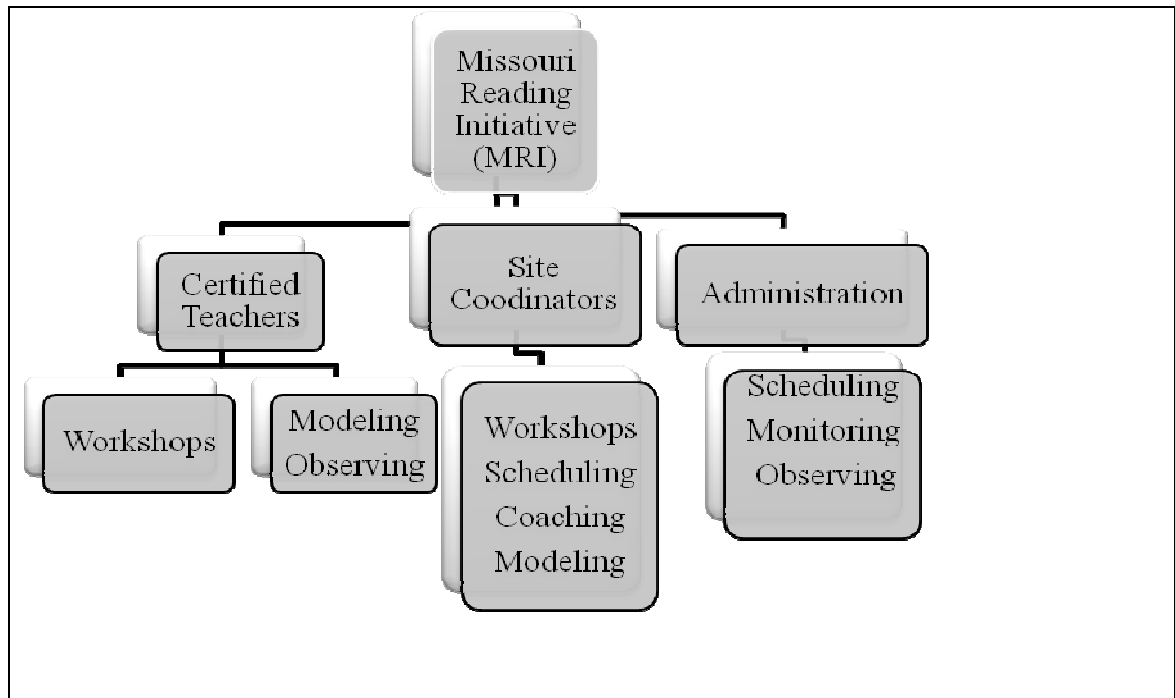 Missouri
Reading
Initiative
(MRI)
Certified
Teachers
Site
Coodinators
Administration
Workshops
Modeling
Observing
Workshops
Scheduling
Coaching
Modeling
Scheduling
Monitoring
Observing